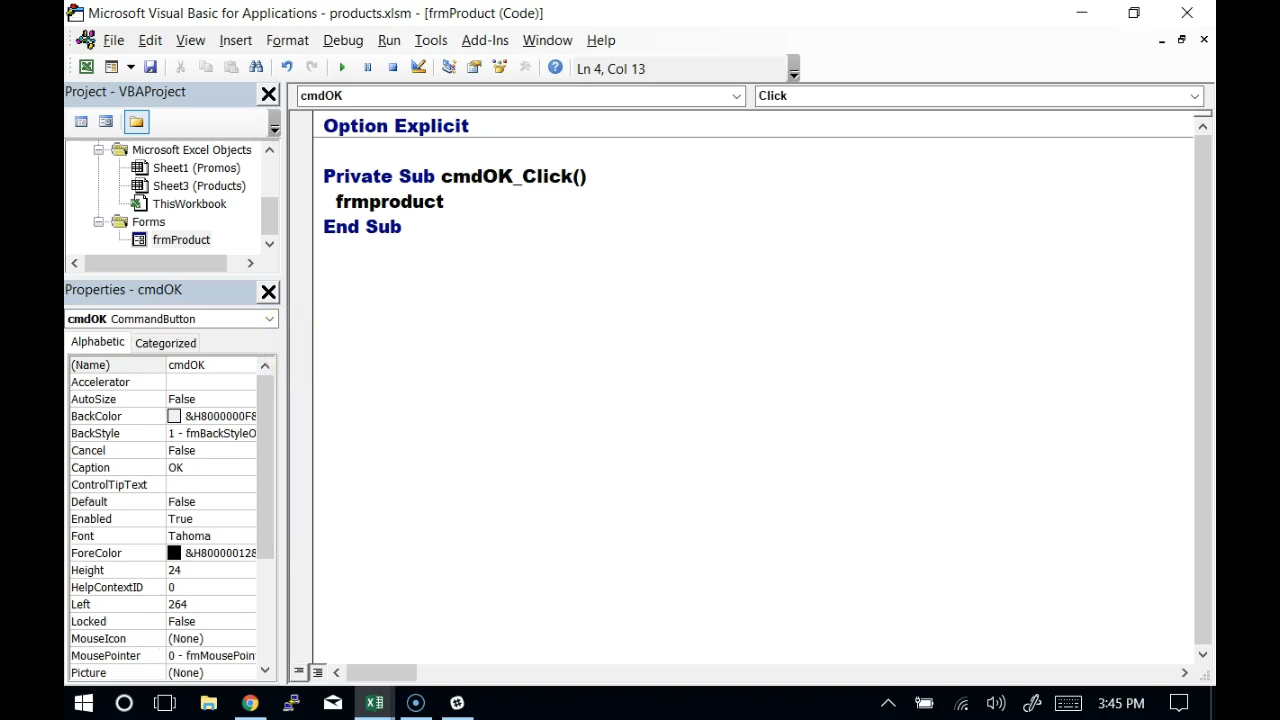 Microsoft Visual Basic for Applications - products.xlsm - [frmProduct (Code)]
File Edit View Insert Format Debug Run Tools Add-Ins Window Help
Ln 4, Col 13
Project - VBAProject
cmdOK Click
Microsoft Excel Objects
Sheet1 (Promos)
Sheet3 (Products)
ThisWorkbook
Forms
frmProduct
Option Explicit
Private Sub cmdOK_Click()
frmproduct
End Sub
Properties - cmdOK
cmdOK CommandButton
Alphabetic Categorized
(Name) cmdOK
Accelerator
AutoSize False
BackColor &H8000000F&
BackStyle 1 - fmBackStyleO
Cancel False
Caption OK
ControlTipText
Default False
Enabled True
Font Tahoma
ForeColor &H80000012&
Height 24
HelpContextID 0
Left 264
Locked False
MouseIcon (None)
MousePointer 0 - fmMousePoin
Picture (None)
3:45 PM